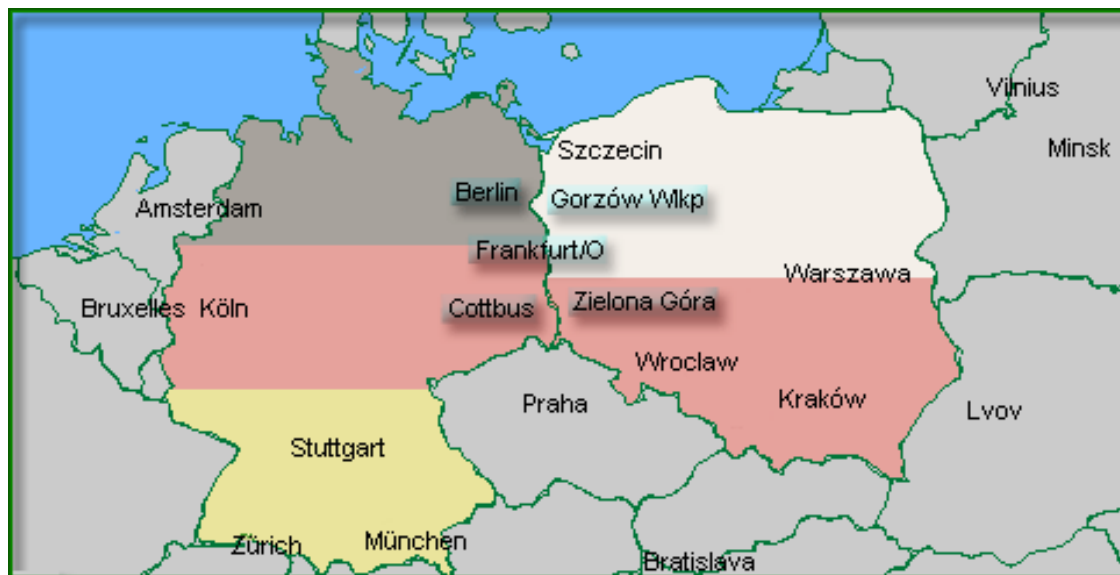 Vilnius
Szczecin
Minsk
Berlin
Gorzów Wlkp
Amsterdam
Frankfurt/O
Warszawa
Bruxelles
Köln
Cottbus
Zielona Góra
Wroclaw
Praha
Kraków
Lvov
Stuttgart
Zürich
München
Bratislava